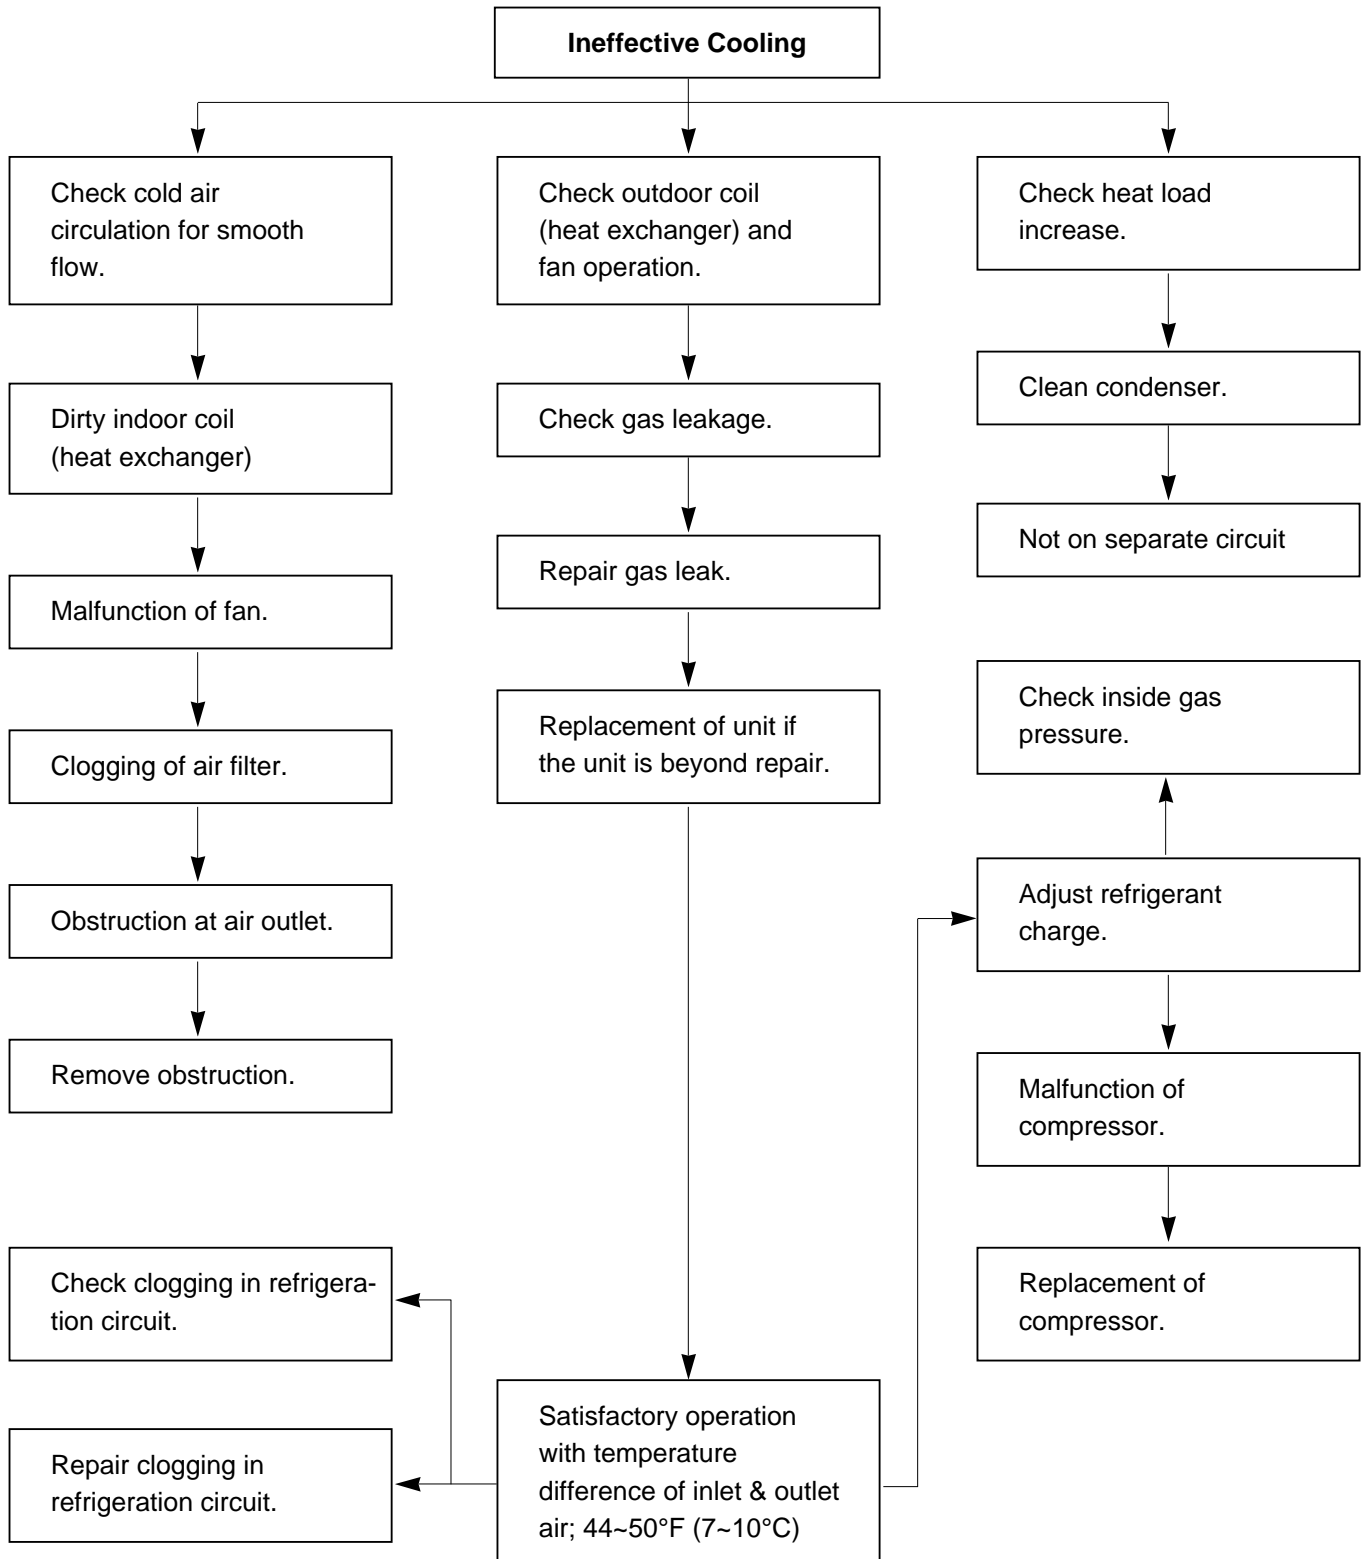 Ineffective Cooling
Check cold air
circulation for smooth
flow.
Dirty indoor coil
(heat exchanger)
Malfunction of fan.
Clogging of air filter.
Obstruction at air outlet.
Remove obstruction.
Check outdoor coil
(heat exchanger) and
fan operation.
Check gas leakage.
Repair gas leak.
Replacement of unit if
the unit is beyond repair.
Check heat load
increase.
Clean condenser.
Not on separate circuit
Check inside gas
pressure.
Adjust refrigerant
charge.
Malfunction of
compressor.
Replacement of
compressor.
Check clogging in refrigera-
tion circuit.
Repair clogging in
refrigeration circuit.
Satisfactory operation
with temperature
difference of inlet & outlet
air; 44~50°F (7~10°C)